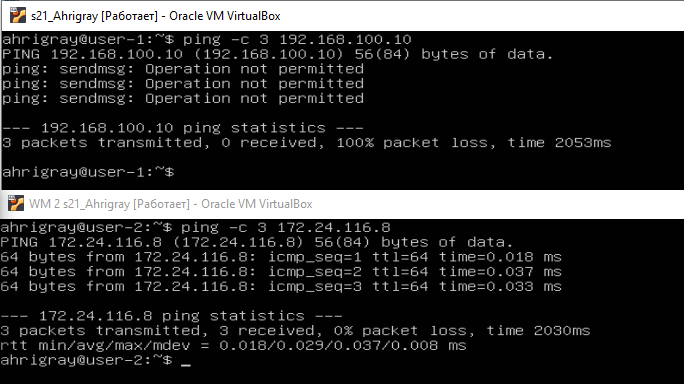 s21_Ahrigray [Работает] - Oracle VM VirtualBox
ahrigray@user-1:~$ ping -c 3 192.168.100.10
PING 192.168.100.10 (192.168.100.10) 56(84) bytes of data.
ping: sendmsg: Operation not permitted
ping: sendmsg: Operation not permitted
ping: sendmsg: Operation not permitted
--- 192.168.100.10 ping statistics ---
3 packets transmitted, 0 received, 100% packet loss, time 2053ms
ahrigray@user-1:~$
WM 2 s21_Ahrigray [Работает] - Oracle VM VirtualBox
ahrigray@user-2:~$ ping -c 3 172.24.116.8
PING 172.24.116.8 (172.24.116.8) 56(84) bytes of data.
64 bytes from 172.24.116.8: icmp_seq=1 ttl=64 time=0.018 ms
64 bytes from 172.24.116.8: icmp_seq=2 ttl=64 time=0.037 ms
64 bytes from 172.24.116.8: icmp_seq=3 ttl=64 time=0.033 ms
--- 172.24.116.8 ping statistics ---
3 packets transmitted, 3 received, 0% packet loss, time 2030ms
rtt min/avg/max/mdev = 0.018/0.029/0.037/0.008 ms
ahrigray@user-2:~$ _